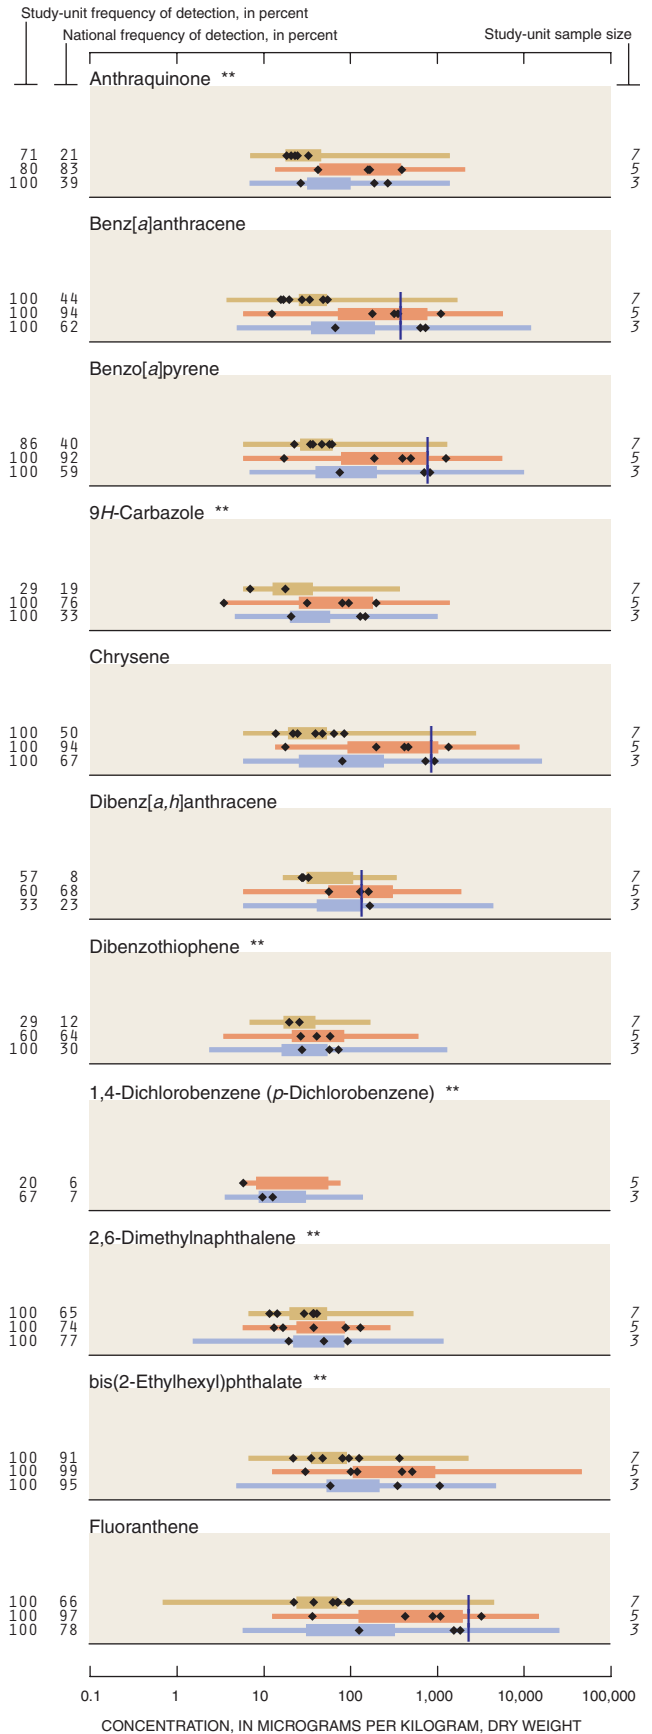 Study-unit frequency of detection, in percent
National frequency of detection, in percent
Study-unit sample size
Anthraquinone **
71 21 7
80 83 5
100 39 3
Benz[a]anthracene
100 44 7
100 94 5
100 62 3
Benzo[a]pyrene
86 40 7
100 92 5
100 59 3
9H-Carbazole **
29 19 7
100 76 5
100 33 3
Chrysene
100 50 7
100 94 5
100 67 3
Dibenz[a,h]anthracene
57 8 7
60 68 5
33 23 3
Dibenzothiophene **
29 12 7
60 64 5
100 30 3
1,4-Dichlorobenzene (p-Dichlorobenzene) **
20 6 5
67 7 3
2,6-Dimethylnaphthalene **
100 65 7
100 74 5
100 77 3
bis(2-Ethylhexyl)phthalate **
100 91 7
100 99 5
100 95 3
Fluoranthene
100 66 7
100 97 5
100 78 3
0.1 1 10 100 1,000 10,000 100,000
CONCENTRATION, IN MICROGRAMS PER KILOGRAM, DRY WEIGHT